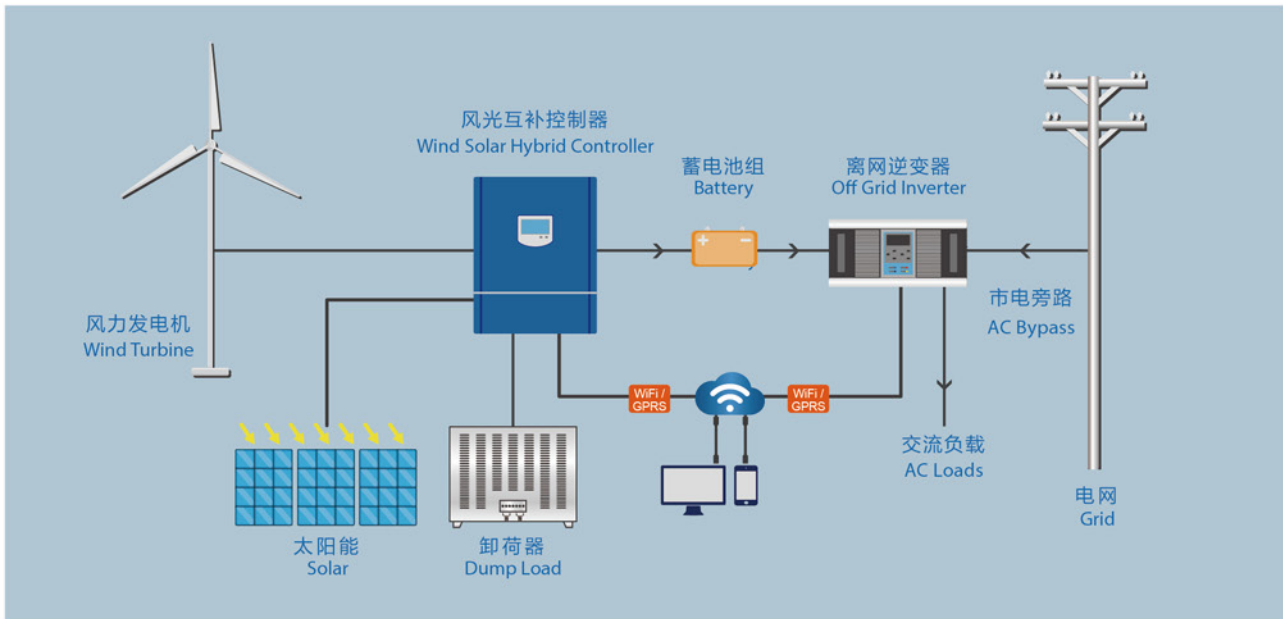 风光互补控制器
Wind Solar Hybrid Controller
蓄电池组
Battery
离网逆变器
Off Grid Inverter
风力发电机
Wind Turbine
市电旁路
AC Bypass
WiFi /
GPRS
WiFi /
GPRS
交流负载
AC Loads
电网
Grid
太阳能
Solar
卸荷器
Dump Load